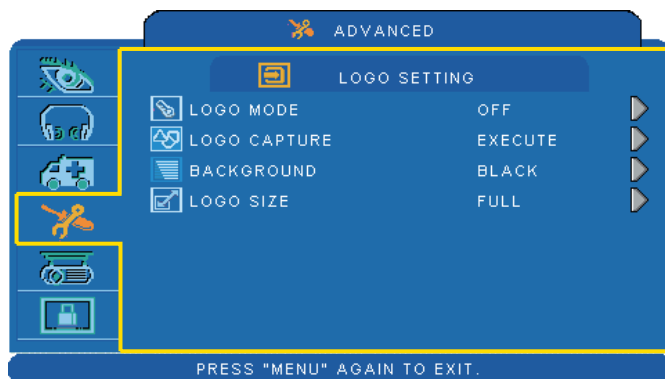 ADVANCED
LOGO SETTING
LOGO MODE OFF
LOGO CAPTURE EXECUTE
BACKGROUND BLACK
LOGO SIZE FULL
PRESS "MENU" AGAIN TO EXIT.